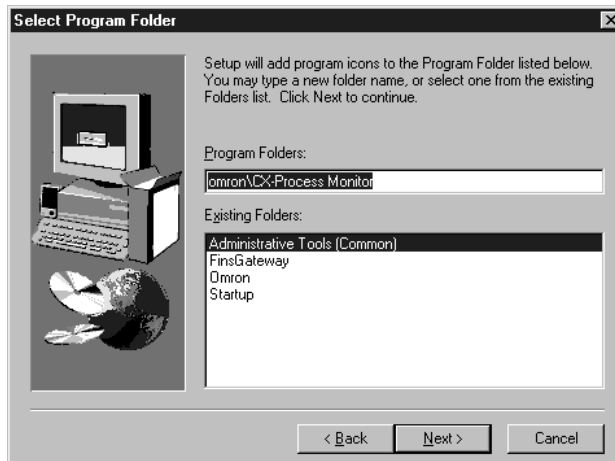 Select Program Folder
Setup will add program icons to the Program Folder listed below.
You may type a new folder name, or select one from the existing
Folders list. Click Next to continue.
Program Folders:
omron\CX-Process Monitor
Existing Folders:
Administrative Tools (Common)
FinsGateway
Omron
Startup
< Back
Next >
Cancel